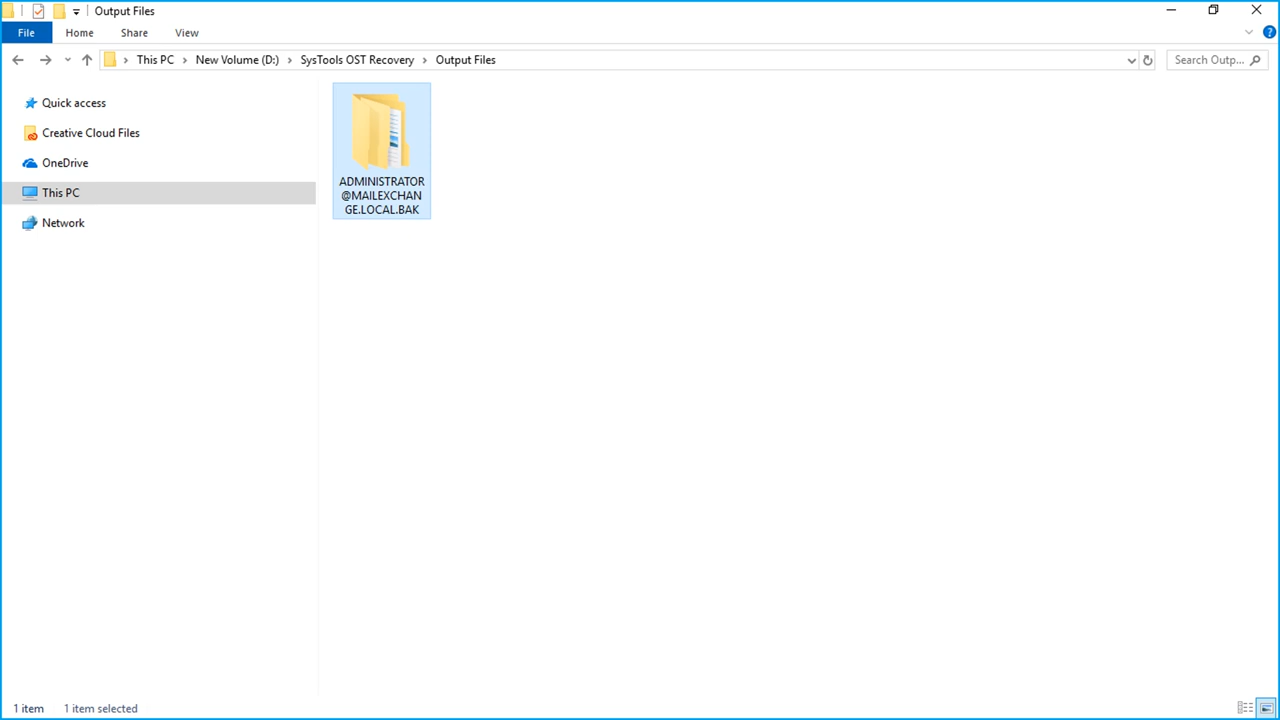 Output Files
File Home Share View
This PC New Volume (D:) SysTools OST Recovery Output Files
Search Outp...
Quick access
Creative Cloud Files
OneDrive
This PC
Network
ADMINISTRATOR
@MAILEXCHAN
GE.LOCAL.BAK
1 item 1 item selected